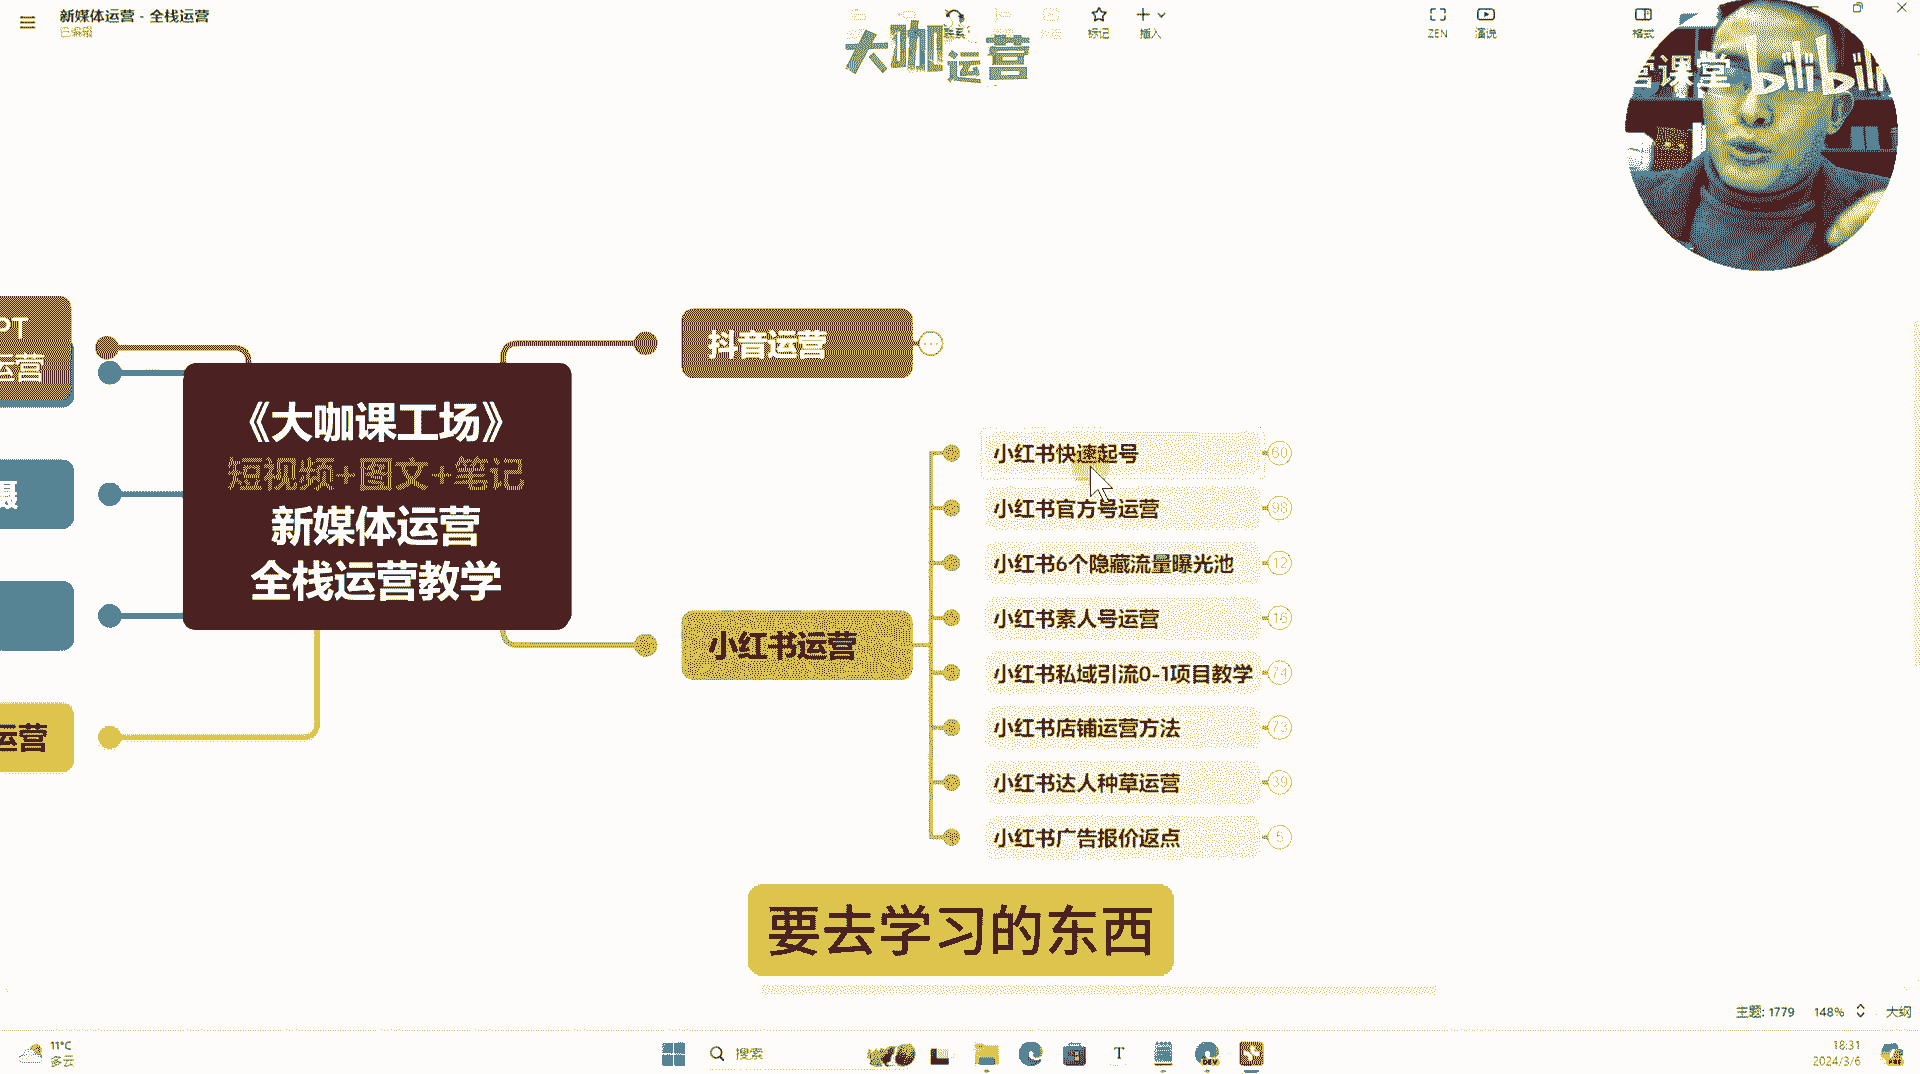 新媒体运营 - 全栈运营
已编辑
标记
插入
ZEN
演说
格式
大咖运营
营课堂 bilibili
PT
运营
抖音运营
《大咖课工场》
短视频+图文+笔记
新媒体运营
全栈运营教学
摄
运营
小红书运营
小红书快速起号
60
小红书官方号运营
98
小红书6个隐藏流量曝光池
12
小红书素人号运营
16
小红书私域引流0-1项目教学
74
小红书店铺运营方法
73
小红书达人种草运营
39
小红书广告报价返点
5
要去学习的东西
主题: 1779
148%
大纲
11°C
多云
搜索
18:31
2024/3/6